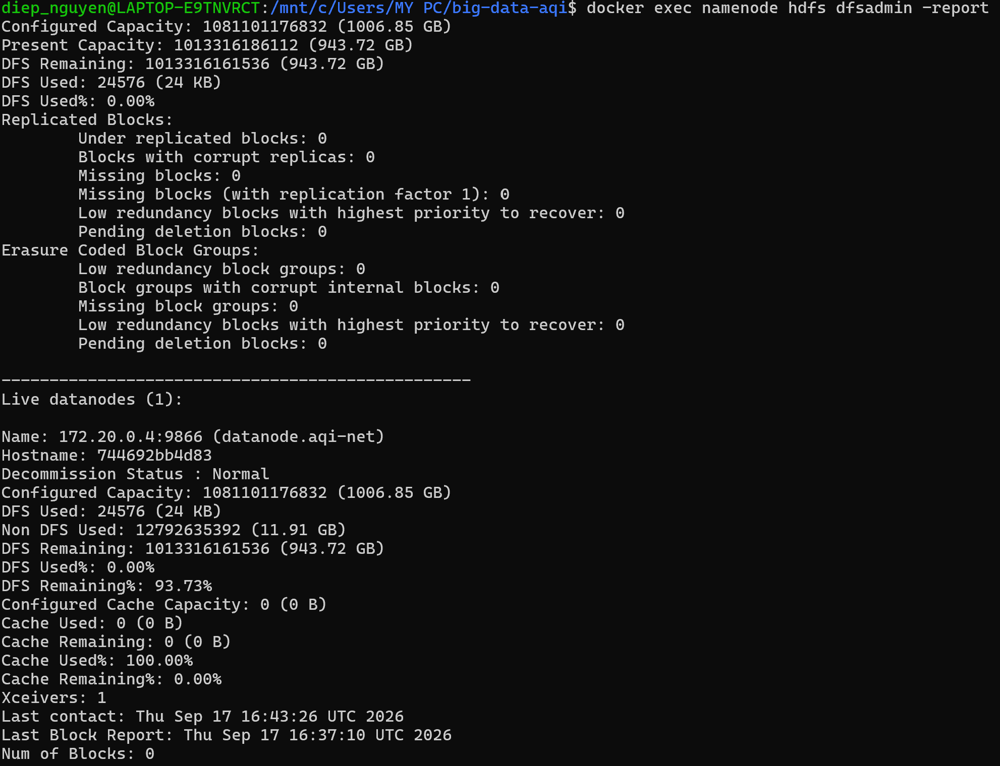 diep_nguyen@LAPTOP-E9TNVRCT:/mnt/c/Users/MY PC/big-data-aqi$ docker exec namenode hdfs dfsadmin -report
Configured Capacity: 1081101176832 (1006.85 GB)
Present Capacity: 1013316186112 (943.72 GB)
DFS Remaining: 1013316161536 (943.72 GB)
DFS Used: 24576 (24 KB)
DFS Used%: 0.00%
Replicated Blocks:
Under replicated blocks: 0
Blocks with corrupt replicas: 0
Missing blocks: 0
Missing blocks (with replication factor 1): 0
Low redundancy blocks with highest priority to recover: 0
Pending deletion blocks: 0
Erasure Coded Block Groups:
Low redundancy block groups: 0
Block groups with corrupt internal blocks: 0
Missing block groups: 0
Low redundancy blocks with highest priority to recover: 0
Pending deletion blocks: 0
-------------------------------------------------
Live datanodes (1):
Name: 172.20.0.4:9866 (datanode.aqi-net)
Hostname: 744692bb4d83
Decommission Status : Normal
Configured Capacity: 1081101176832 (1006.85 GB)
DFS Used: 24576 (24 KB)
Non DFS Used: 12792635392 (11.91 GB)
DFS Remaining: 1013316161536 (943.72 GB)
DFS Used%: 0.00%
DFS Remaining%: 93.73%
Configured Cache Capacity: 0 (0 B)
Cache Used: 0 (0 B)
Cache Remaining: 0 (0 B)
Cache Used%: 100.00%
Cache Remaining%: 0.00%
Xceivers: 1
Last contact: Thu Sep 17 16:43:26 UTC 2026
Last Block Report: Thu Sep 17 16:37:10 UTC 2026
Num of Blocks: 0